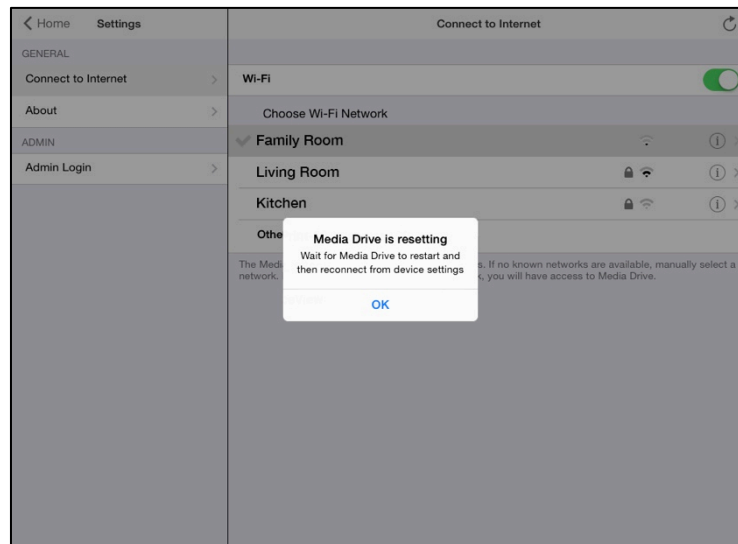 Home Settings
Connect to Internet
GENERAL
Connect to Internet
Wi-Fi
About
Choose Wi-Fi Network
ADMIN
Family Room
Admin Login
Living Room
Kitchen
Othe
Media Drive is resetting
Wait for Media Drive to restart and
then reconnect from device settings
OK
The Medi s. If no known networks are available, manually select a
network. k, you will have access to Media Drive.